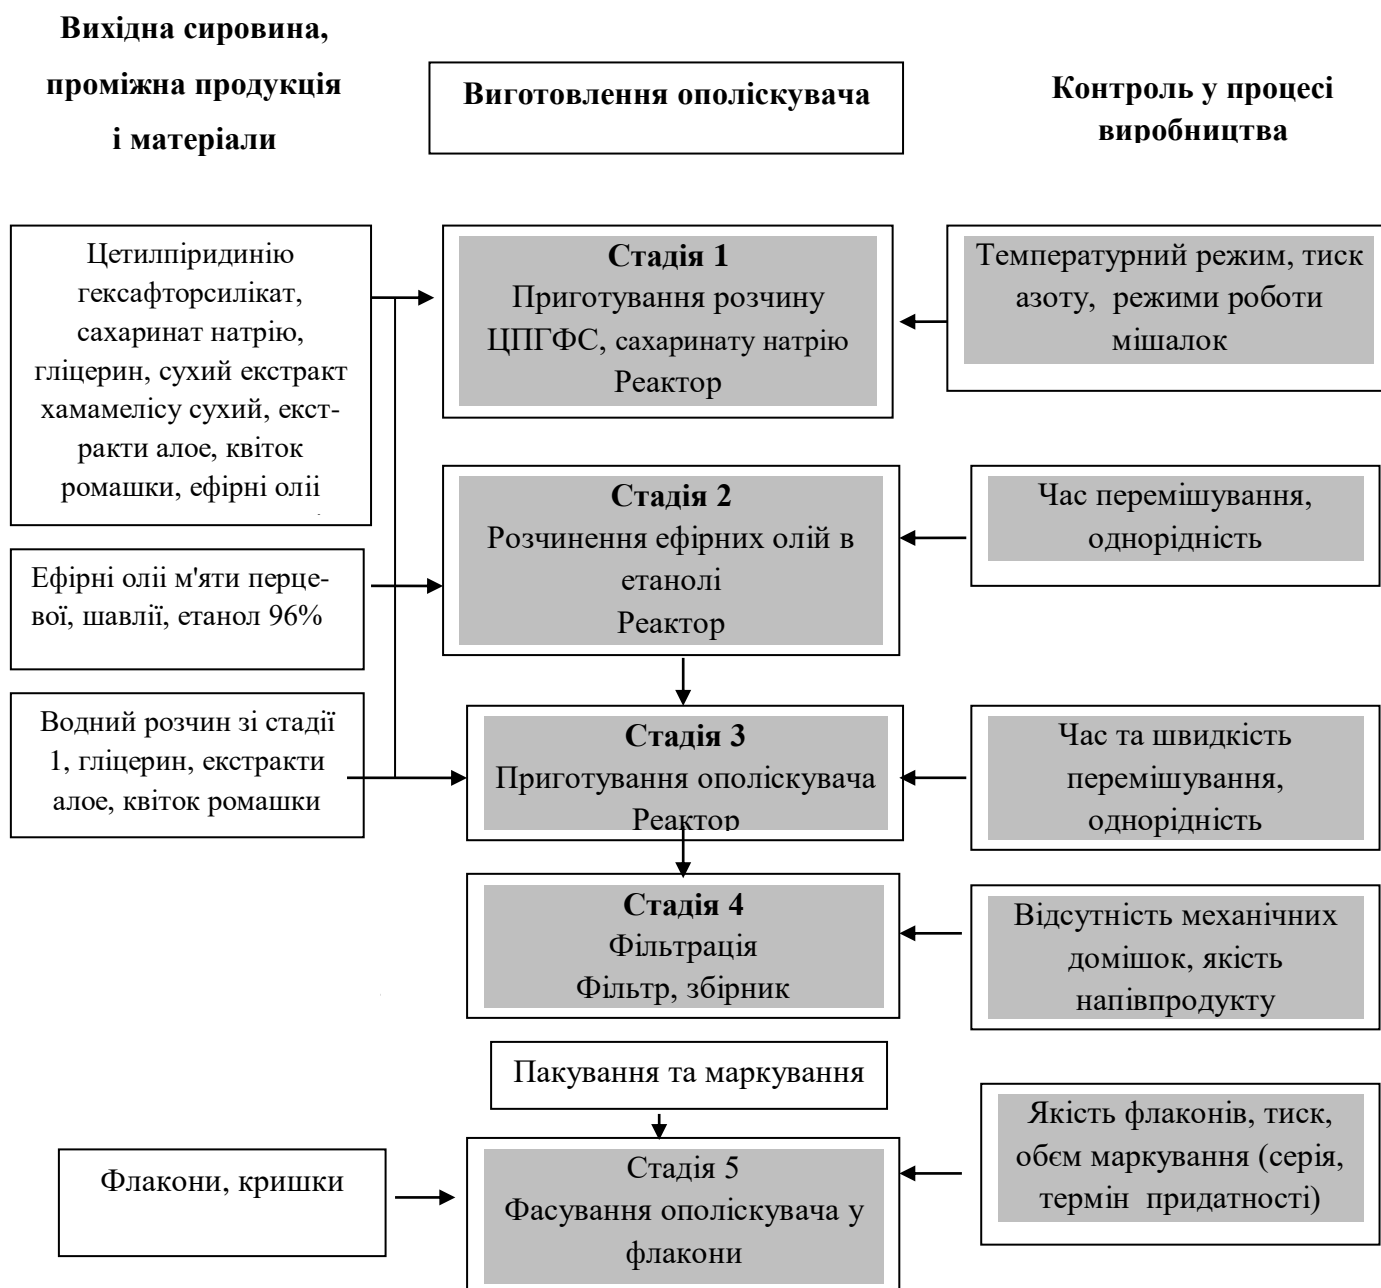 Вихідна сировина,
проміжна продукція
і матеріали
Виготовлення ополіскувача
Контроль у процесі
виробництва
Цетилпіридинію
гексафторсилікат,
сахаринат натрію,
гліцерин, сухий екстракт
хамамелісу сухий, екст-
ракти алое, квіток
ромашки, ефірні оліі
Стадія 1
Приготування розчину
ЦПГФС, сахаринату натрію
Реактор
Температурний режим, тиск
азоту, режими роботи
мішалок
Ефірні оліі м'яти перце-
вої, шавлії, етанол 96%
Стадія 2
Розчинення ефірних олій в
етанолі
Реактор
Час перемішування,
однорідність
Водний розчин зі стадії
1, гліцерин, екстракти
алое, квіток ромашки
Стадія 3
Приготування ополіскувача
Реактор
Час та швидкість
перемішування,
однорідність
Стадія 4
Фільтрація
Фільтр, збірник
Відсутність механічних
домішок, якість
напівпродукту
Пакування та маркування
Флакони, кришки
Стадія 5
Фасування ополіскувача у
флакони
Якість флаконів, тиск,
обєм маркування (серія,
термін придатності)